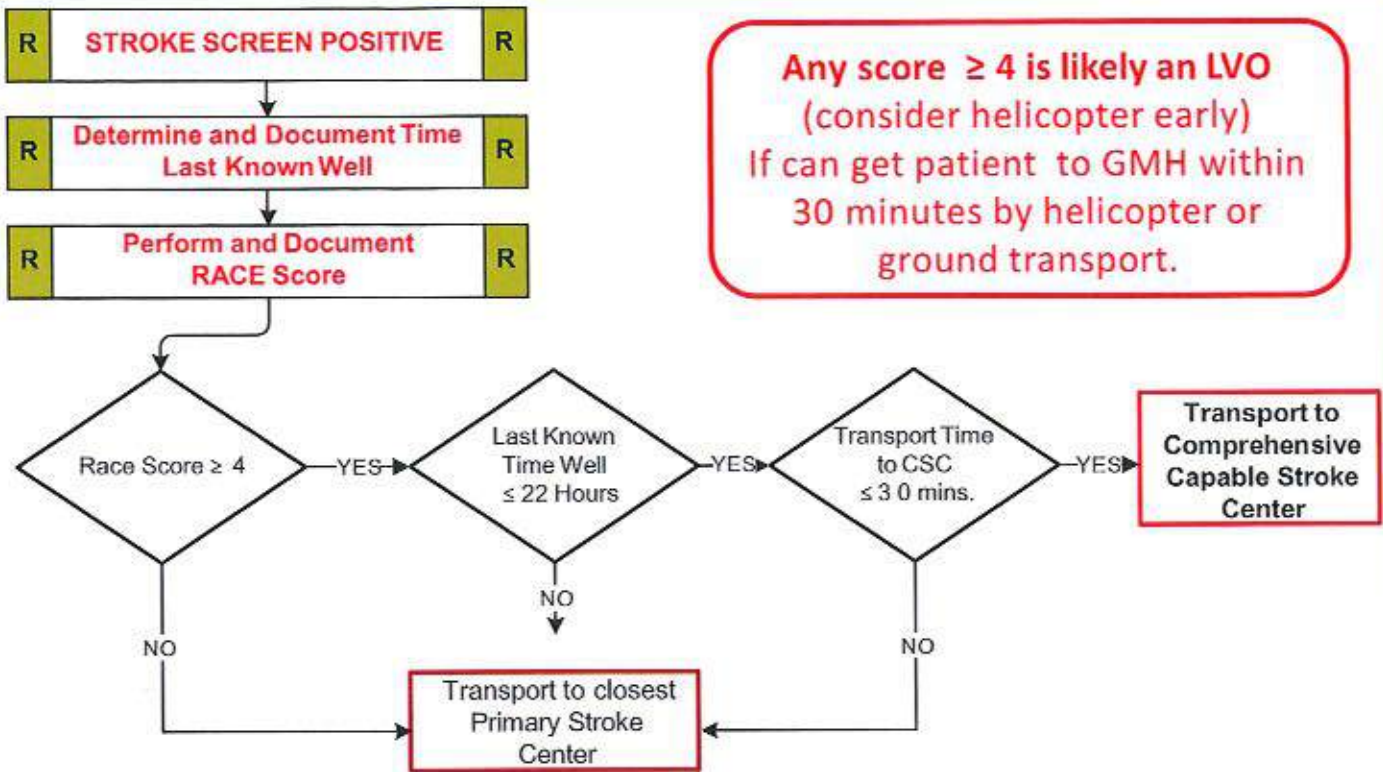 R STROKE SCREEN POSITIVE R
R Determine and Document Time R
Last Known Well
R Perform and Document R
RACE Score
Any score ≥ 4 is likely an LVO
(consider helicopter early)
If can get patient to GMH within
30 minutes by helicopter or
ground transport.
Race Score ≥ 4
YES
Last Known
Time Well
≤ 22 Hours
YES
Transport Time
to CSC
≤ 3 0 mins.
YES
Transport to
Comprehensive
Capable Stroke
Center
NO
NO
NO
Transport to closest
Primary Stroke
Center